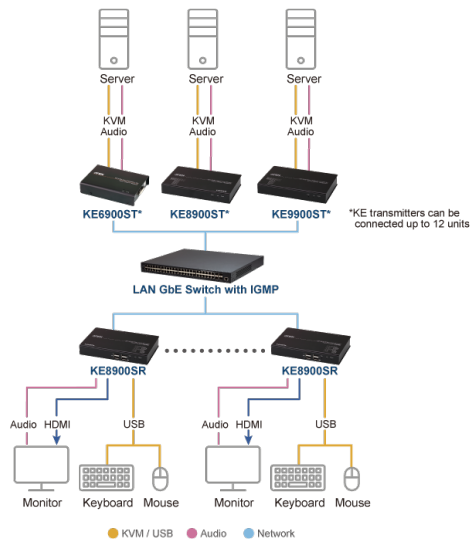 Server Server Server
KVM KVM KVM
Audio Audio Audio
KE6900ST* KE8900ST* KE9900ST*
*KE transmitters can be
connected up to 12 units
LAN GbE Switch with IGMP
KE8900SR KE8900SR
Audio HDMI USB Audio HDMI USB
Monitor Keyboard Mouse Monitor Keyboard Mouse
KVM / USB Audio Network